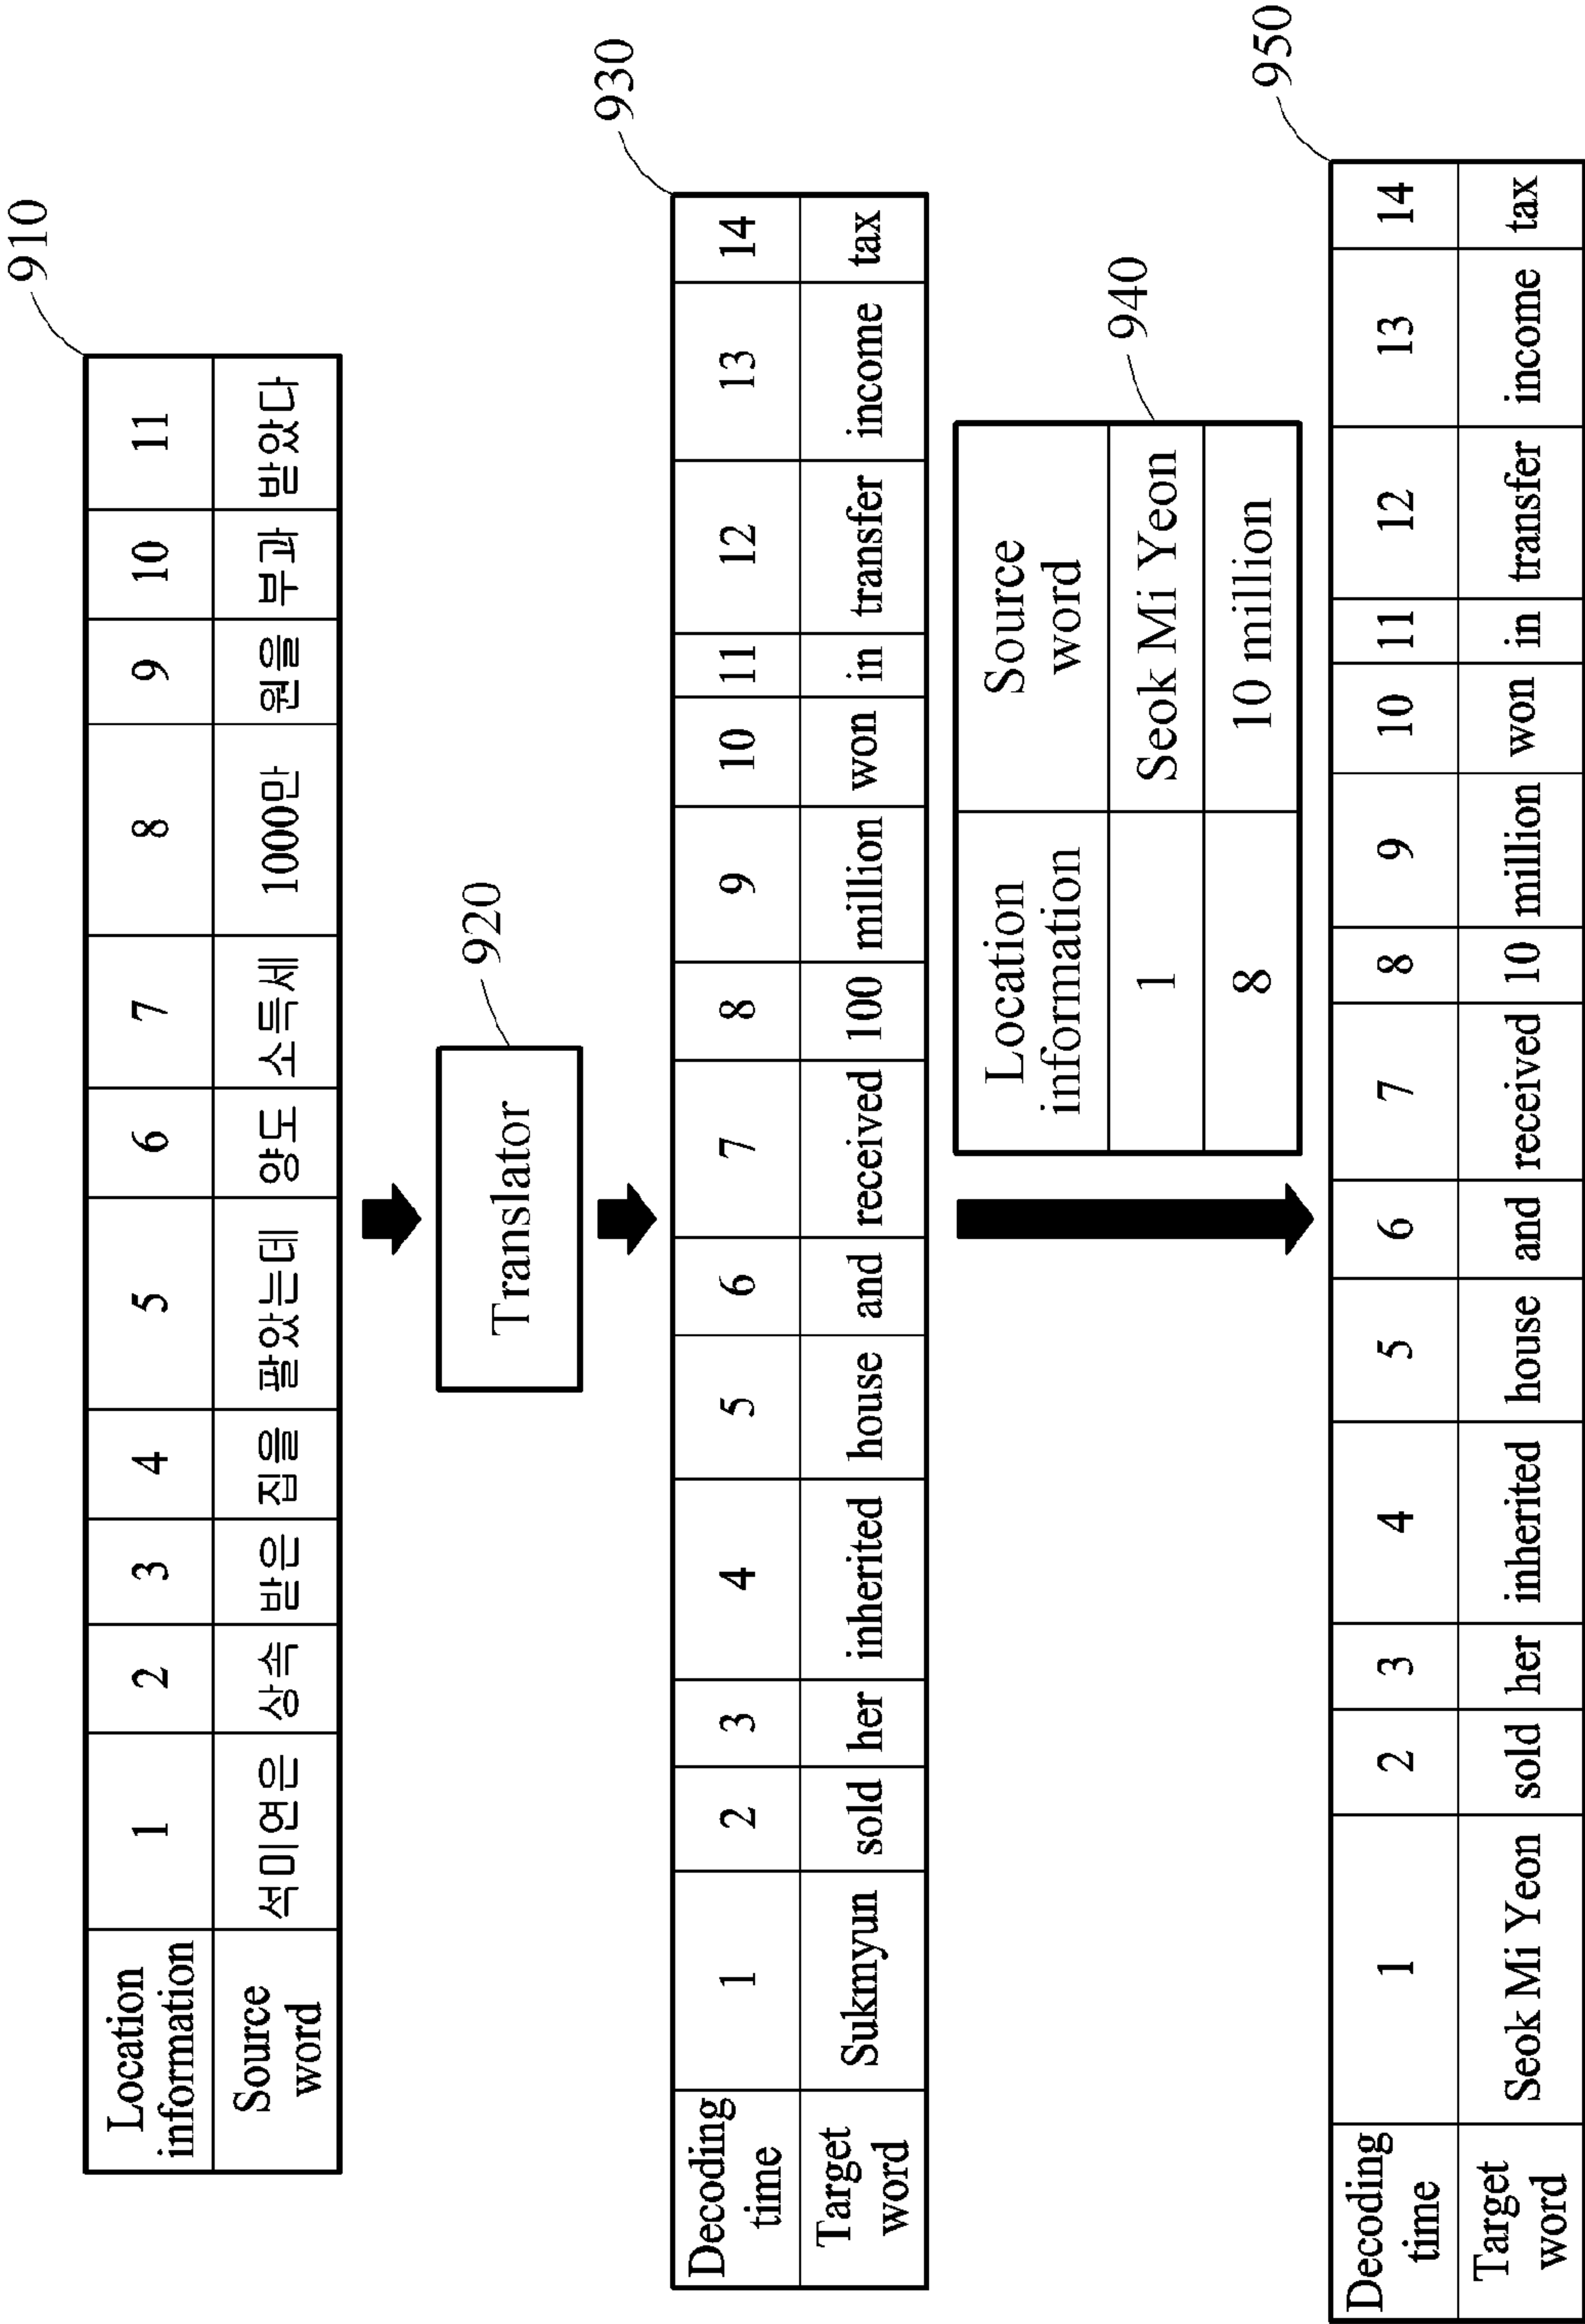 910
Location information 1 2 3 4 5 6 7 8 9 10 11
Source word 석미연은 상속 받은 집을 팔았는데 양도 소득세 1000만 원을 부과 받았다
920
Translator
930
Decoding time 1 2 3 4 5 6 7 8 9 10 11 12 13 14
Target word Sukmyun sold her inherited house and received 100 million won in transfer income tax
940
Location information Source word
1 Seok Mi Yeon
8 10 million
950
Decoding time 1 2 3 4 5 6 7 8 9 10 11 12 13 14
Target word Seok Mi Yeon sold her inherited house and received 10 million won in transfer income tax